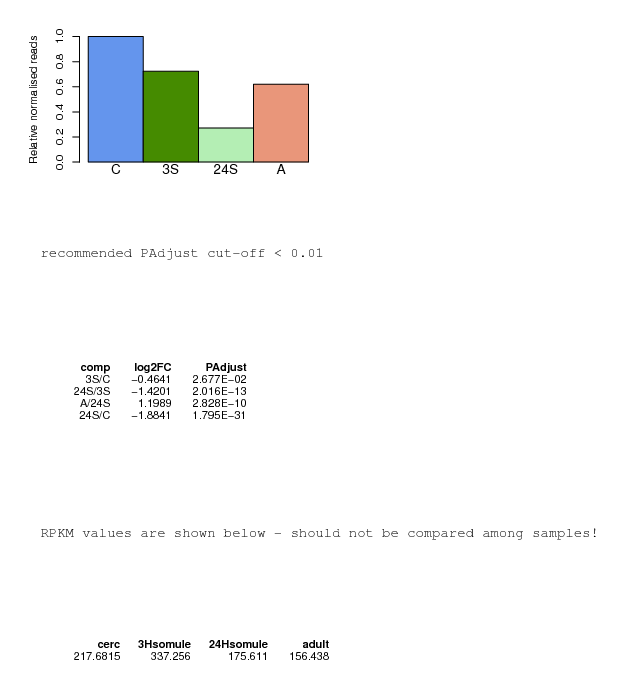 Relative normalised reads
1.0
0.8
0.6
0.4
0.2
0.0
C 3S 24S A
recommended PAdjust cut-off < 0.01
comp log2FC PAdjust
3S/C −0.4641 2.677E−02
24S/3S −1.4201 2.016E−13
A/24S 1.1989 2.828E−10
24S/C −1.8841 1.795E−31
RPKM values are shown below - should not be compared among samples!
cerc 3Hsomule 24Hsomule adult
217.6815 337.256 175.611 156.438